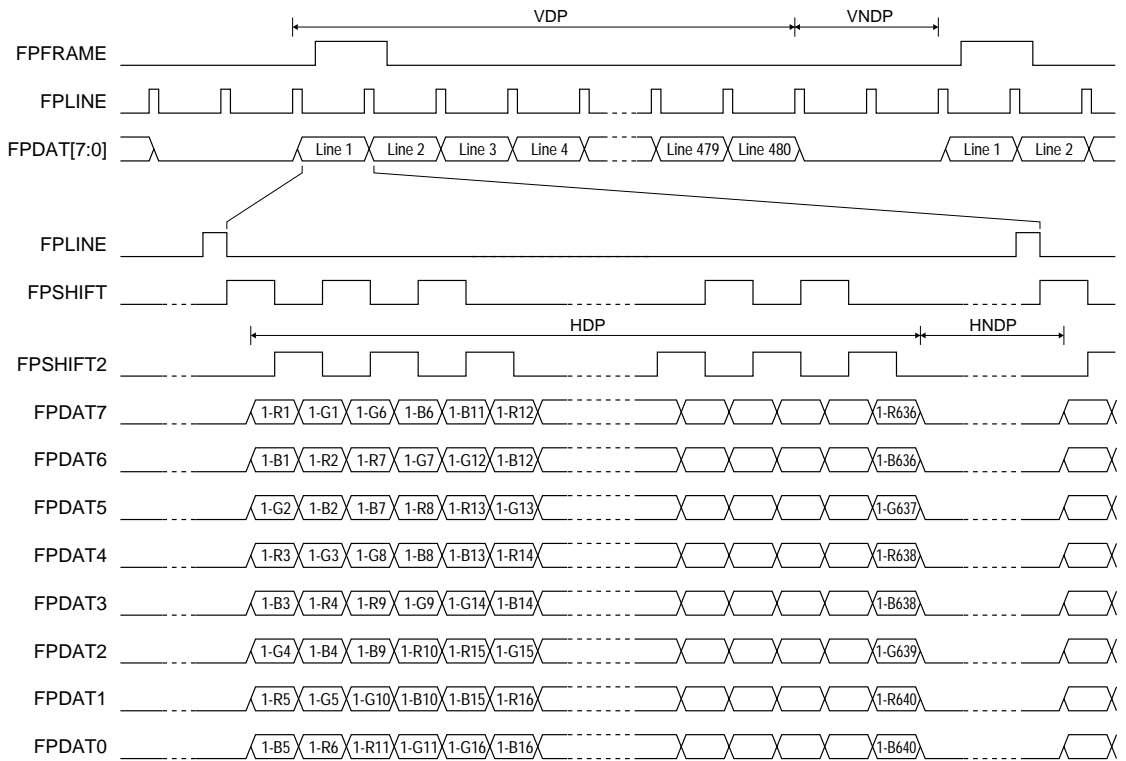 VDP VNDP
FPFRAME
FPLINE
FPDAT[7:0] Line 1 Line 2 Line 3 Line 4 Line 479 Line 480 Line 1 Line 2
FPLINE
FPSHIFT
HDP HNDP
FPSHIFT2
FPDAT7 1-R1 1-G1 1-G6 1-B6 1-B11 1-R12 1-R636
FPDAT6 1-B1 1-R2 1-R7 1-G7 1-G12 1-B12 1-B636
FPDAT5 1-G2 1-B2 1-B7 1-R8 1-R13 1-G13 1-G637
FPDAT4 1-R3 1-G3 1-G8 1-B8 1-B13 1-R14 1-R638
FPDAT3 1-B3 1-R4 1-R9 1-G9 1-G14 1-B14 1-B638
FPDAT2 1-G4 1-B4 1-B9 1-R10 1-R15 1-G15 1-G639
FPDAT1 1-R5 1-G5 1-G10 1-B10 1-B15 1-R16 1-R640
FPDAT0 1-B5 1-R6 1-R11 1-G11 1-G16 1-B16 1-B640